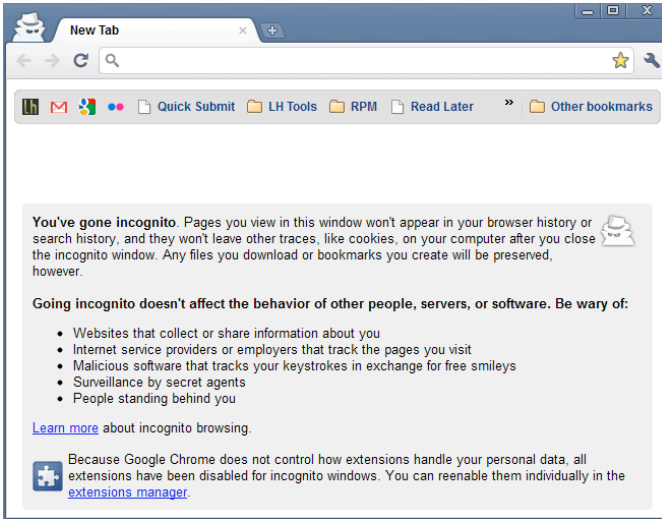 New Tab
lh Quick Submit LH Tools RPM Read Later » Other bookmarks
You've gone incognito. Pages you view in this window won't appear in your browser history or
search history, and they won't leave other traces, like cookies, on your computer after you close
the incognito window. Any files you download or bookmarks you create will be preserved,
however.
Going incognito doesn't affect the behavior of other people, servers, or software. Be wary of:
• Websites that collect or share information about you
• Internet service providers or employers that track the pages you visit
• Malicious software that tracks your keystrokes in exchange for free smileys
• Surveillance by secret agents
• People standing behind you
Learn more about incognito browsing.
Because Google Chrome does not control how extensions handle your personal data, all
extensions have been disabled for incognito windows. You can reenable them individually in the
extensions manager.